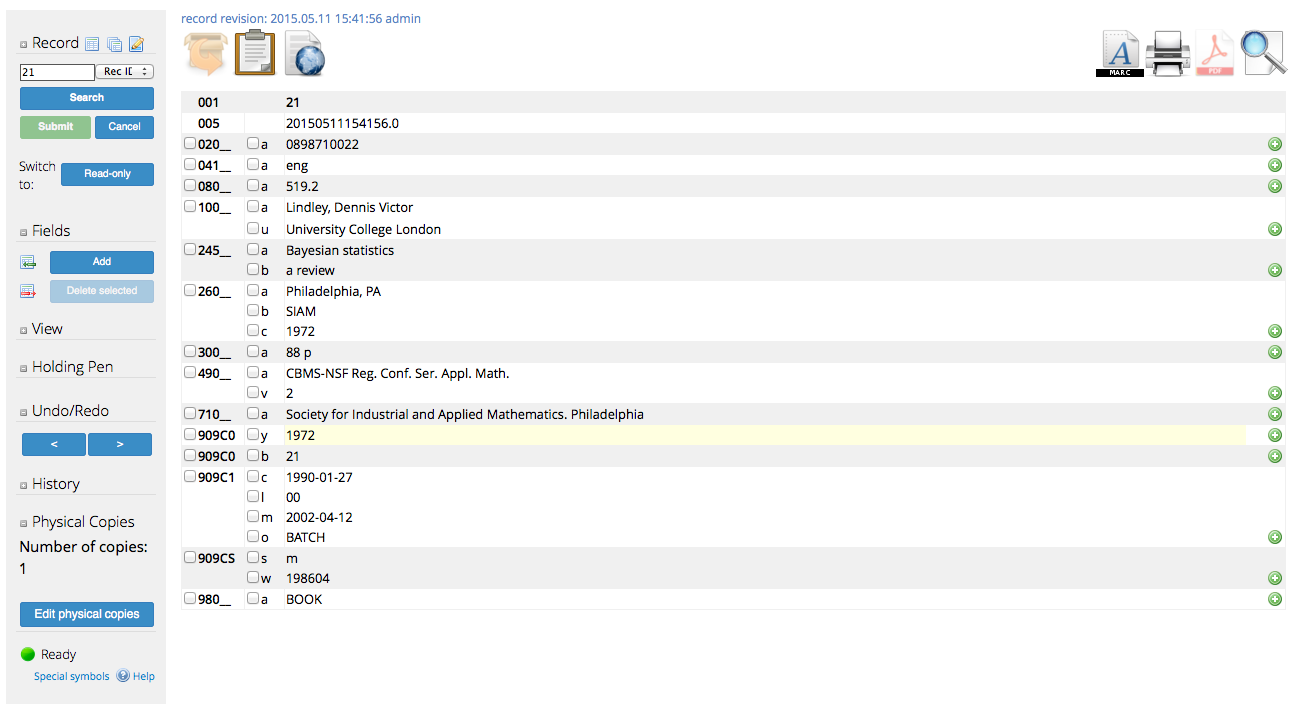 record revision: 2015.05.11 15:41:56 admin
Record
21 Rec ID
Search
Submit Cancel
Switch to: Read-only
Fields
Add
Delete selected
View
Holding Pen
Undo/Redo
< >
History
Physical Copies
Number of copies:
1
Edit physical copies
Ready
Special symbols Help
MARC
PDF
001 21
005 20150511154156.0
020__ a 0898710022
041__ a eng
080__ a 519.2
100__ a Lindley, Dennis Victor
u University College London
245__ a Bayesian statistics
b a review
260__ a Philadelphia, PA
b SIAM
c 1972
300__ a 88 p
490__ a CBMS-NSF Reg. Conf. Ser. Appl. Math.
v 2
710__ a Society for Industrial and Applied Mathematics. Philadelphia
909C0 y 1972
909C0 b 21
909C1 c 1990-01-27
l 00
m 2002-04-12
o BATCH
909CS s m
w 198604
980__ a BOOK